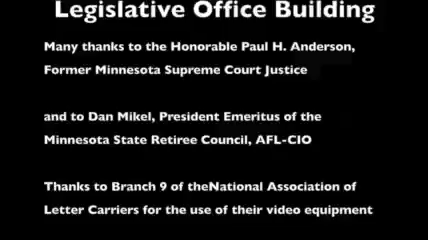 Legislative Office Building
Many thanks to the Honorable Paul H. Anderson,
Former Minnesota Supreme Court Justice
and to Dan Mikel, President Emeritus of the
Minnesota State Retiree Council, AFL-CIO
Thanks to Branch 9 of theNational Association of
Letter Carriers for the use of their video equipment